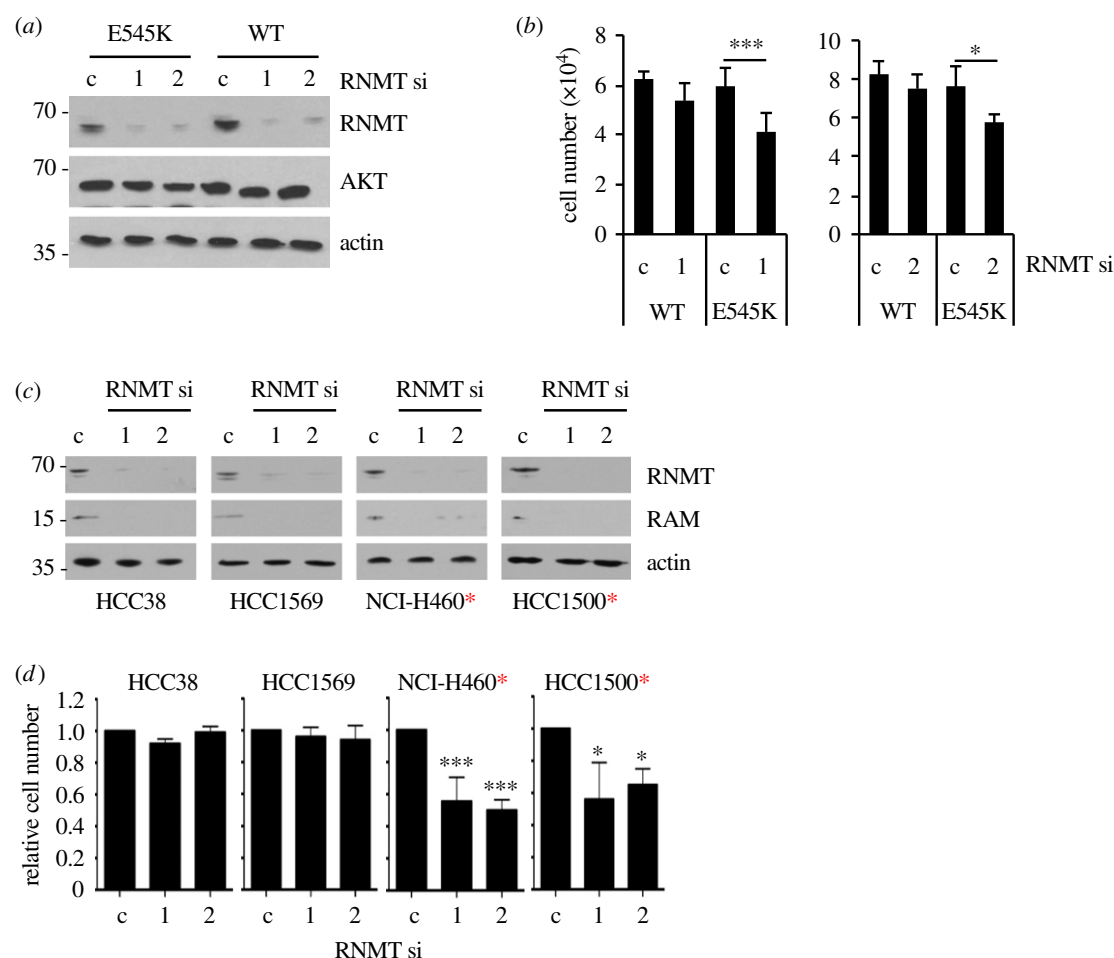 (a)
E545K WT
c 1 2 c 1 2 RNMT si
70 - RNMT
70 - AKT
35 - actin
(b)
cell number (×10⁴)
8
6
4
2
0
***
c 1 c 1
WT E545K
10
8
6
4
2
0
*
c 2 c 2 RNMT si
WT E545K
(c)
RNMT si RNMT si RNMT si RNMT si
c 1 2 c 1 2 c 1 2 c 1 2
70 - RNMT
15 - RAM
35 - actin
HCC38 HCC1569 NCI-H460* HCC1500*
(d)
HCC38 HCC1569 NCI-H460* HCC1500*
relative cell number
1.2
1.0
0.8
0.6
0.4
0.2
0
*** *** * *
c 1 2 c 1 2 c 1 2 c 1 2
RNMT si